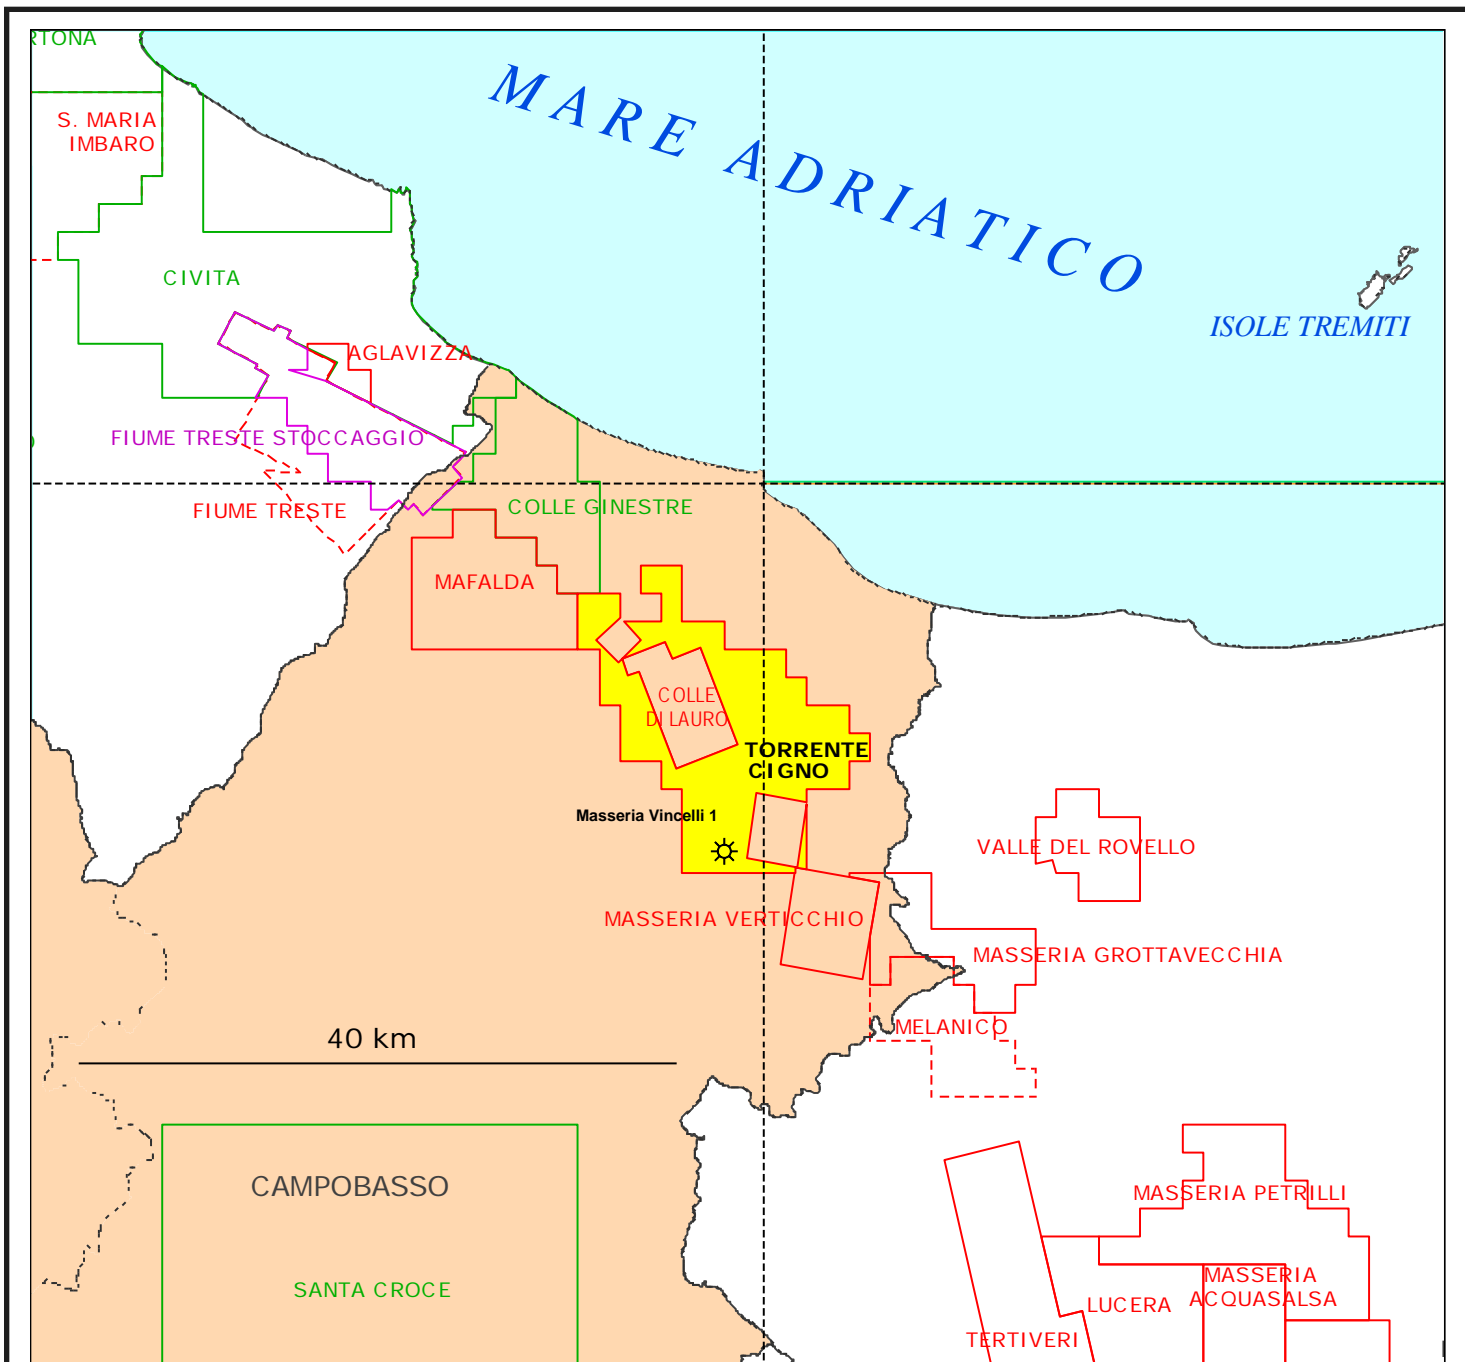 RTONA
S. MARIA
IMBARO
MARE ADRIATICO
CIVITA
ISOLE TREMITI
AGLAVIZZA
FIUME TRESTE STOCCAGGIO
FIUME TRESTE
COLLE GINESTRE
MAFALDA
COLLE
DI LAURO
TORRENTE
CIGNO
Masseria Vincelli 1
VALLE DEL ROVELLO
MASSERIA VERTICCHIO
MASSERIA GROTTAVECCHIA
MELANICO
40 km
CAMPOBASSO
MASSERIA PETRILLI
SANTA CROCE
MASSERIA
ACQUASALSA
LUCERA
TERTIVERI